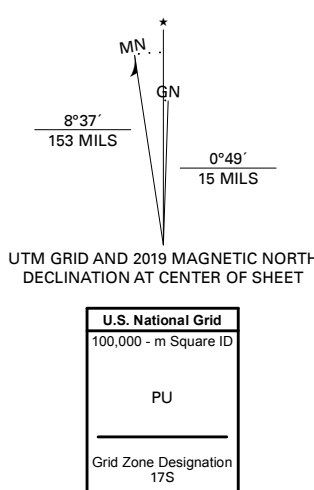 ★
MN
GN
8°37´
153 MILS
0°49´
15 MILS
UTM GRID AND 2019 MAGNETIC NORTH
DECLINATION AT CENTER OF SHEET
U.S. National Grid
100,000 - m Square ID
PU
Grid Zone Designation
17S